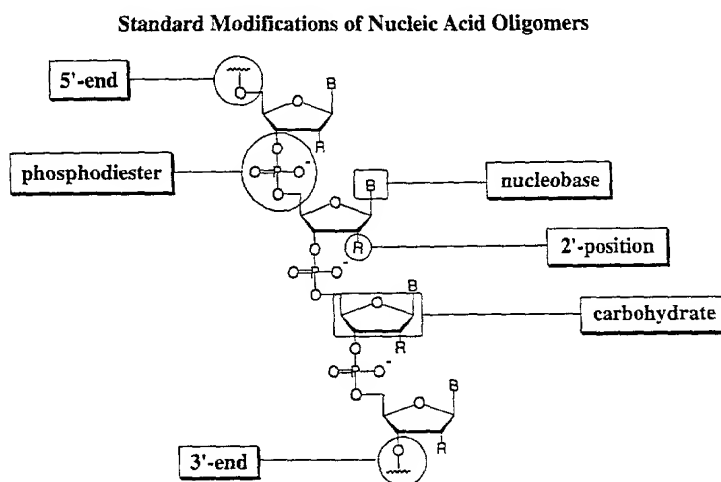 Standard Modifications of Nucleic Acid Oligomers
5'-end
O
O
B
R
O
phosphodiester
O=P-O-
O
O
B
nucleobase
R
2'-position
O
O=P-O-
O
O
B
carbohydrate
R
O
O=P-O-
O
O
B
R
3'-end
O